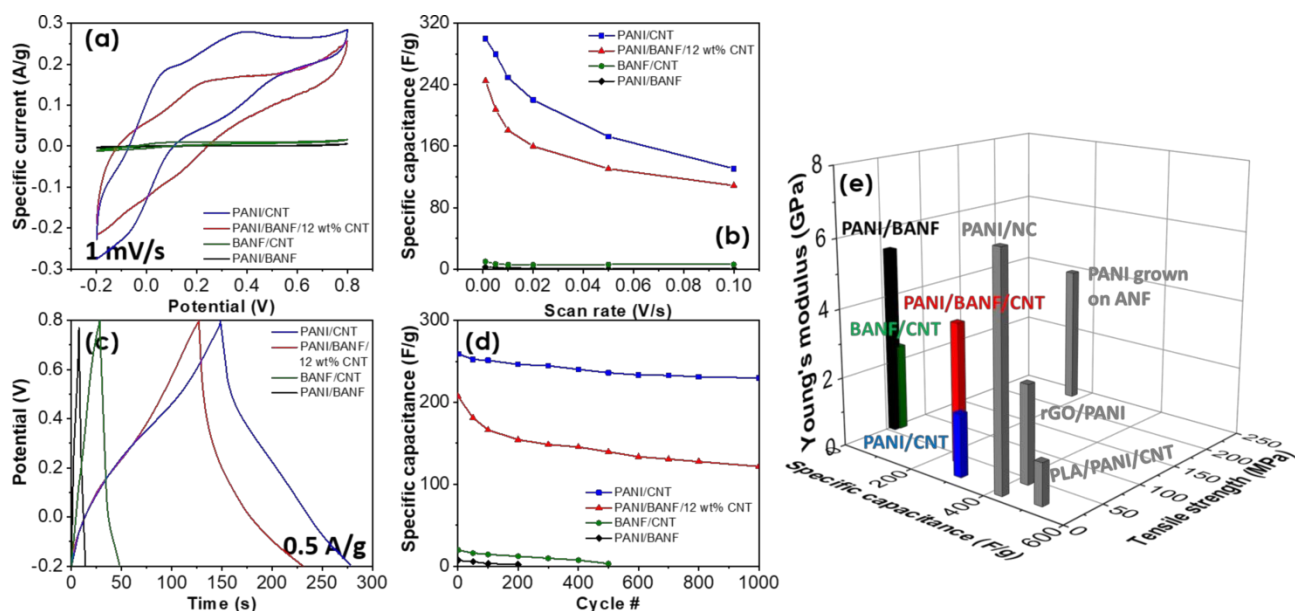 (a)
Specific current (A/g)
0.3
0.2
0.1
0.0
-0.1
-0.2
-0.3
1 mV/s
PANI/CNT
PANI/BANF/12 wt% CNT
BANF/CNT
PANI/BANF
-0.2 0.0 0.2 0.4 0.6 0.8
Potential (V)
(b)
Specific capacitance (F/g)
320
240
160
80
0
PANI/CNT
PANI/BANF/12 wt% CNT
BANF/CNT
PANI/BANF
0.00 0.02 0.04 0.06 0.08 0.10
Scan rate (V/s)
(c)
Potential (V)
0.8
0.6
0.4
0.2
0.0
-0.2
PANI/CNT
PANI/BANF/
12 wt% CNT
BANF/CNT
PANI/BANF
0.5 A/g
0 50 100 150 200 250 300
Time (s)
(d)
Specific capacitance (F/g)
300
250
200
150
100
50
0
PANI/CNT
PANI/BANF/12 wt% CNT
BANF/CNT
PANI/BANF
0 200 400 600 800 1000
Cycle #
(e)
Young's modulus (GPa)
8
6
4
2
0
PANI/BANF
PANI/NC
PANI grown
on ANF
PANI/BANF/CNT
BANF/CNT
rGO/PANI
PANI/CNT
PLA/PANI/CNT
0 200 400 600
Specific capacitance (F/g)
0 50 100 150 200 250
Tensile strength (MPa)